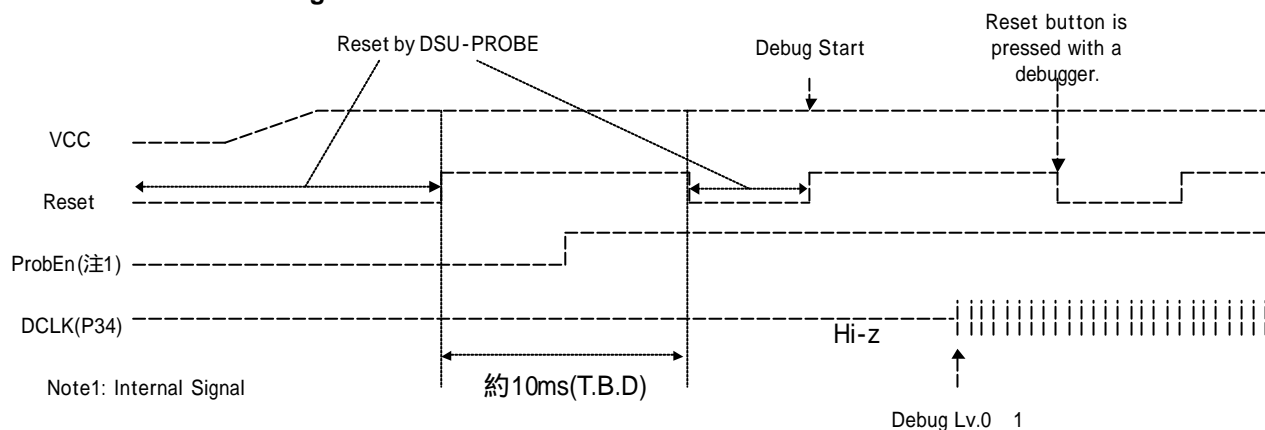 Reset by DSU-PROBE
Debug Start
Reset button is
pressed with a
debugger.
VCC
Reset
ProbEn(注1)
DCLK(P34)
Hi-z
Note1: Internal Signal
約10ms(T.B.D)
Debug Lv.0 1